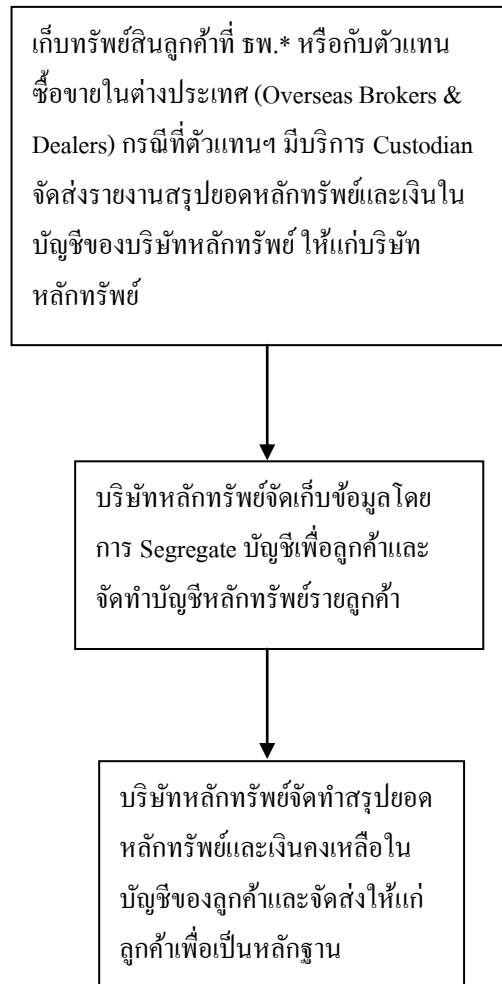 เก็บทรัพย์สินลูกค้าที่ ธพ.* หรือกับตัวแทน
ซื้อขายในต่างประเทศ (Overseas Brokers &
Dealers) กรณีที่ตัวแทนฯ มีบริการ Custodian
จัดส่งรายงานสรุปยอดหลักทรัพย์และเงินใน
บัญชีของบริษัทหลักทรัพย์ ให้แก่บริษัท
หลักทรัพย์
บริษัทหลักทรัพย์จัดเก็บข้อมูลโดย
การ Segregate บัญชีเพื่อลูกค้าและ
จัดทำบัญชีหลักทรัพย์รายลูกค้า
บริษัทหลักทรัพย์จัดทำสรุปยอด
หลักทรัพย์และเงินคงเหลือใน
บัญชีของลูกค้าและจัดส่งให้แก่
ลูกค้าเพื่อเป็นหลักฐาน